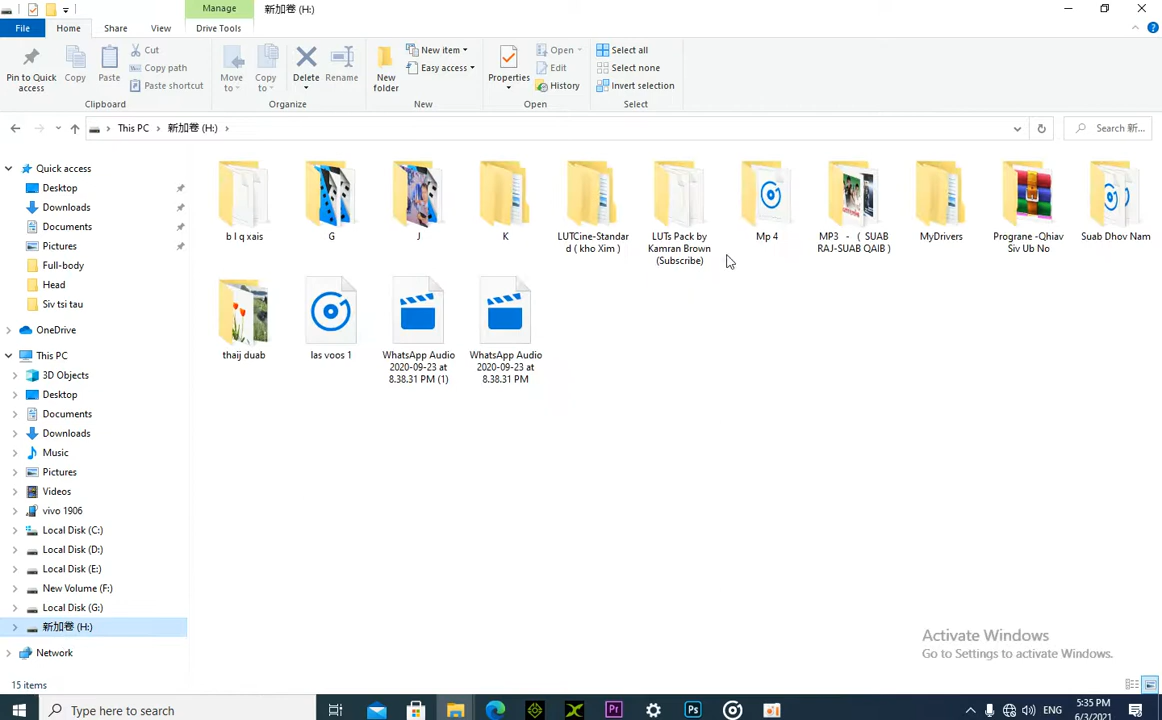 Manage
新加卷 (H:)
File
Home
Share
View
Drive Tools
Pin to Quick access
Copy
Paste
Cut
Copy path
Paste shortcut
Clipboard
Move to
Copy to
Delete
Rename
Organize
New folder
New item
Easy access
New
Properties
Open
Edit
History
Open
Select all
Select none
Invert selection
Select
This PC
新加卷 (H:)
Search 新...
Quick access
Desktop
Downloads
Documents
Pictures
Full-body
Head
Siv tsi tau
OneDrive
This PC
3D Objects
Desktop
Documents
Downloads
Music
Pictures
Videos
vivo 1906
Local Disk (C:)
Local Disk (D:)
Local Disk (E:)
New Volume (F:)
Local Disk (G:)
新加卷 (H:)
Network
b l q xais
G
J
K
LUTCine-Standar
d ( kho Xim )
LUTs Pack by
Kamran Brown
(Subscribe)
Mp 4
MP3 - ( SUAB
RAJ-SUAB QAIB )
MyDrivers
Prograne -Qhiav
Siv Ub No
Suab Dhov Nam
thaij duab
las voos 1
WhatsApp Audio
2020-09-23 at
8.38.31 PM (1)
WhatsApp Audio
2020-09-23 at
8.38.31 PM
Activate Windows
Go to Settings to activate Windows.
15 items
Type here to search
Pr
Ps
ENG
5:35 PM
6/3/2021